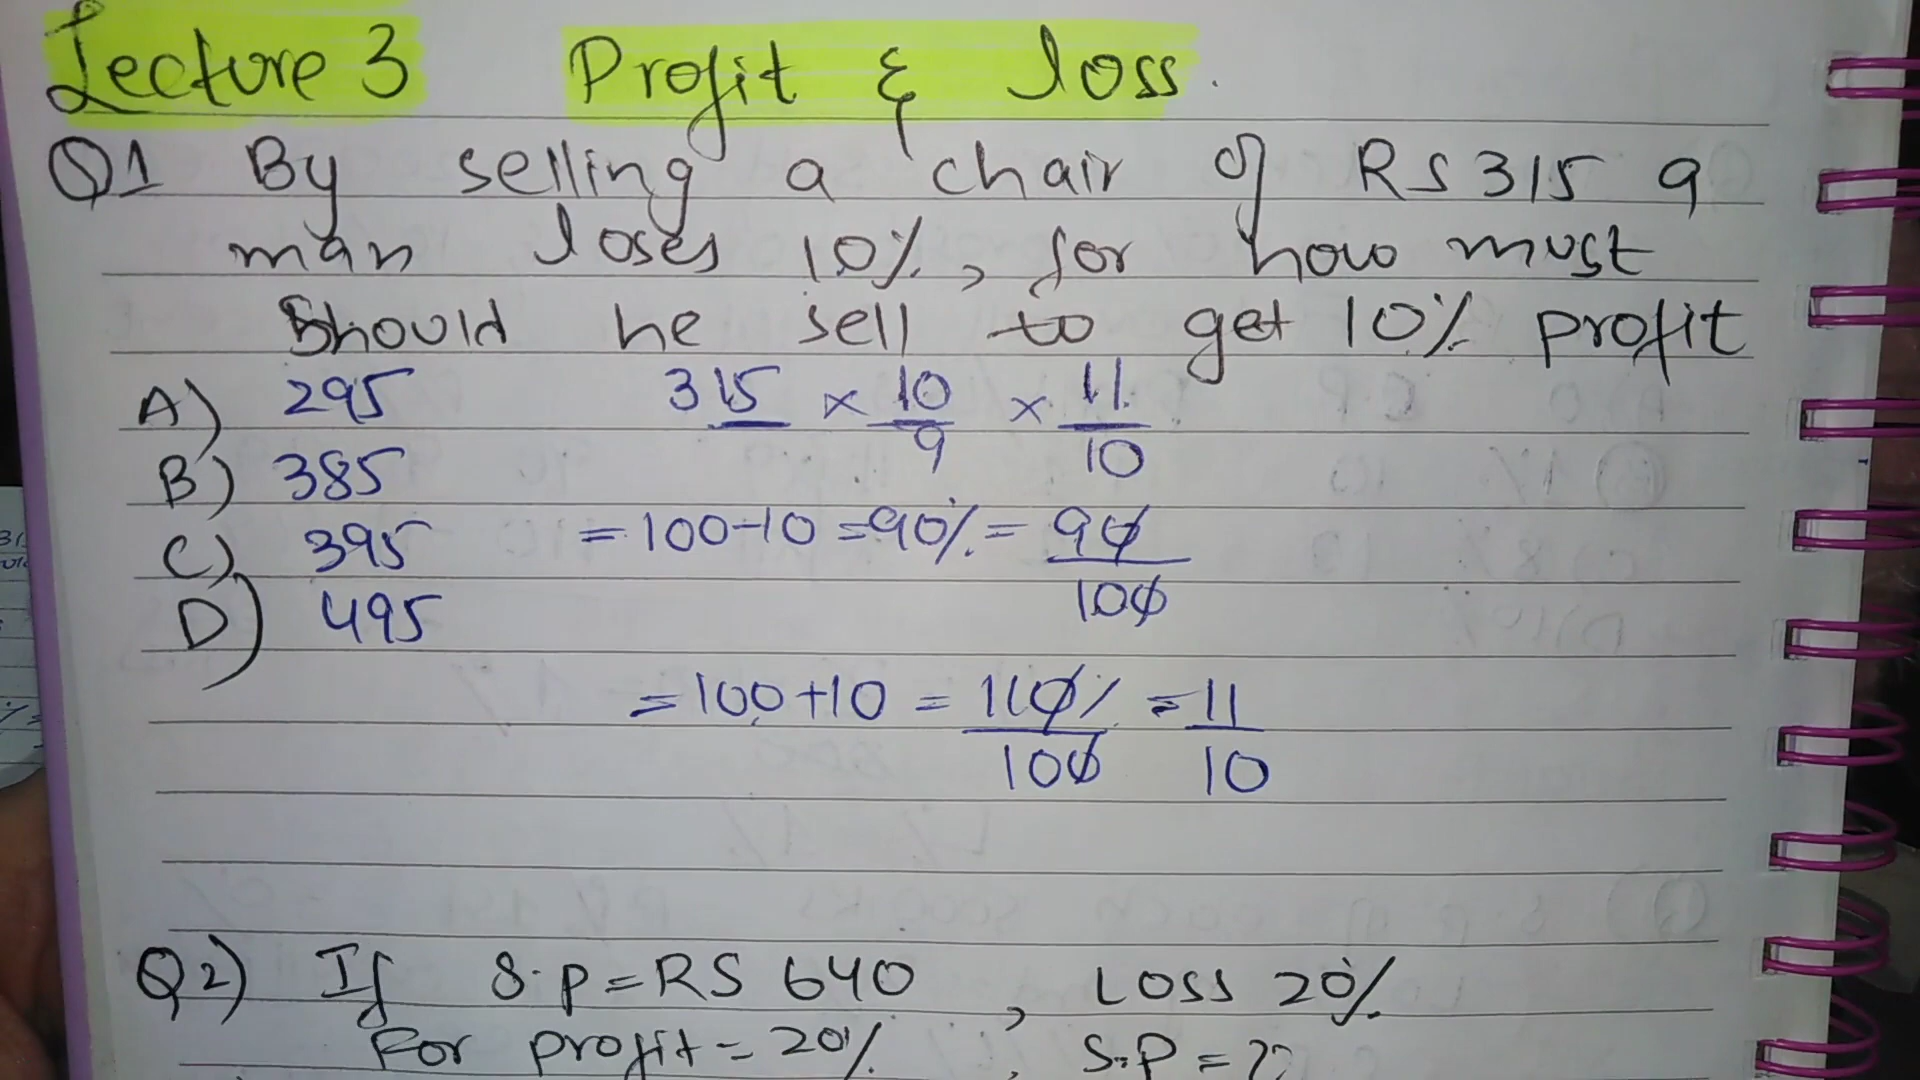 Lecture 3 Profit & loss.
Q1 By selling a chair of RS 315 a
man loses 10%, for how must
Should he sell to get 10% profit
A) 295 315 × 10/9 × 11/10
B) 385
C) 395 = 100-10 = 90% = 90/100
D) 495
= 100+10 = 110%/100 = 11/10
Q2) If S.P = RS 640, LOSS 20%
For profit = 20%. S.P = ??